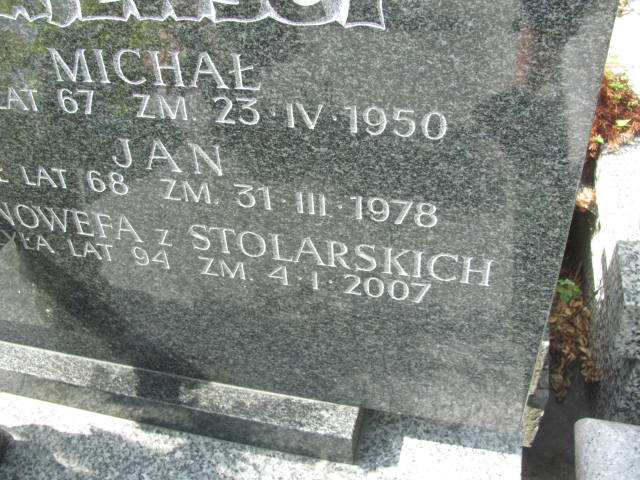 MICHAŁ
LAT 67 ZM. 23·IV·1950
JAN
LAT 68 ZM. 31·III·1978
NOWEFA z STOLARSKICH
YŁA LAT 94 ZM. 4·I·2007